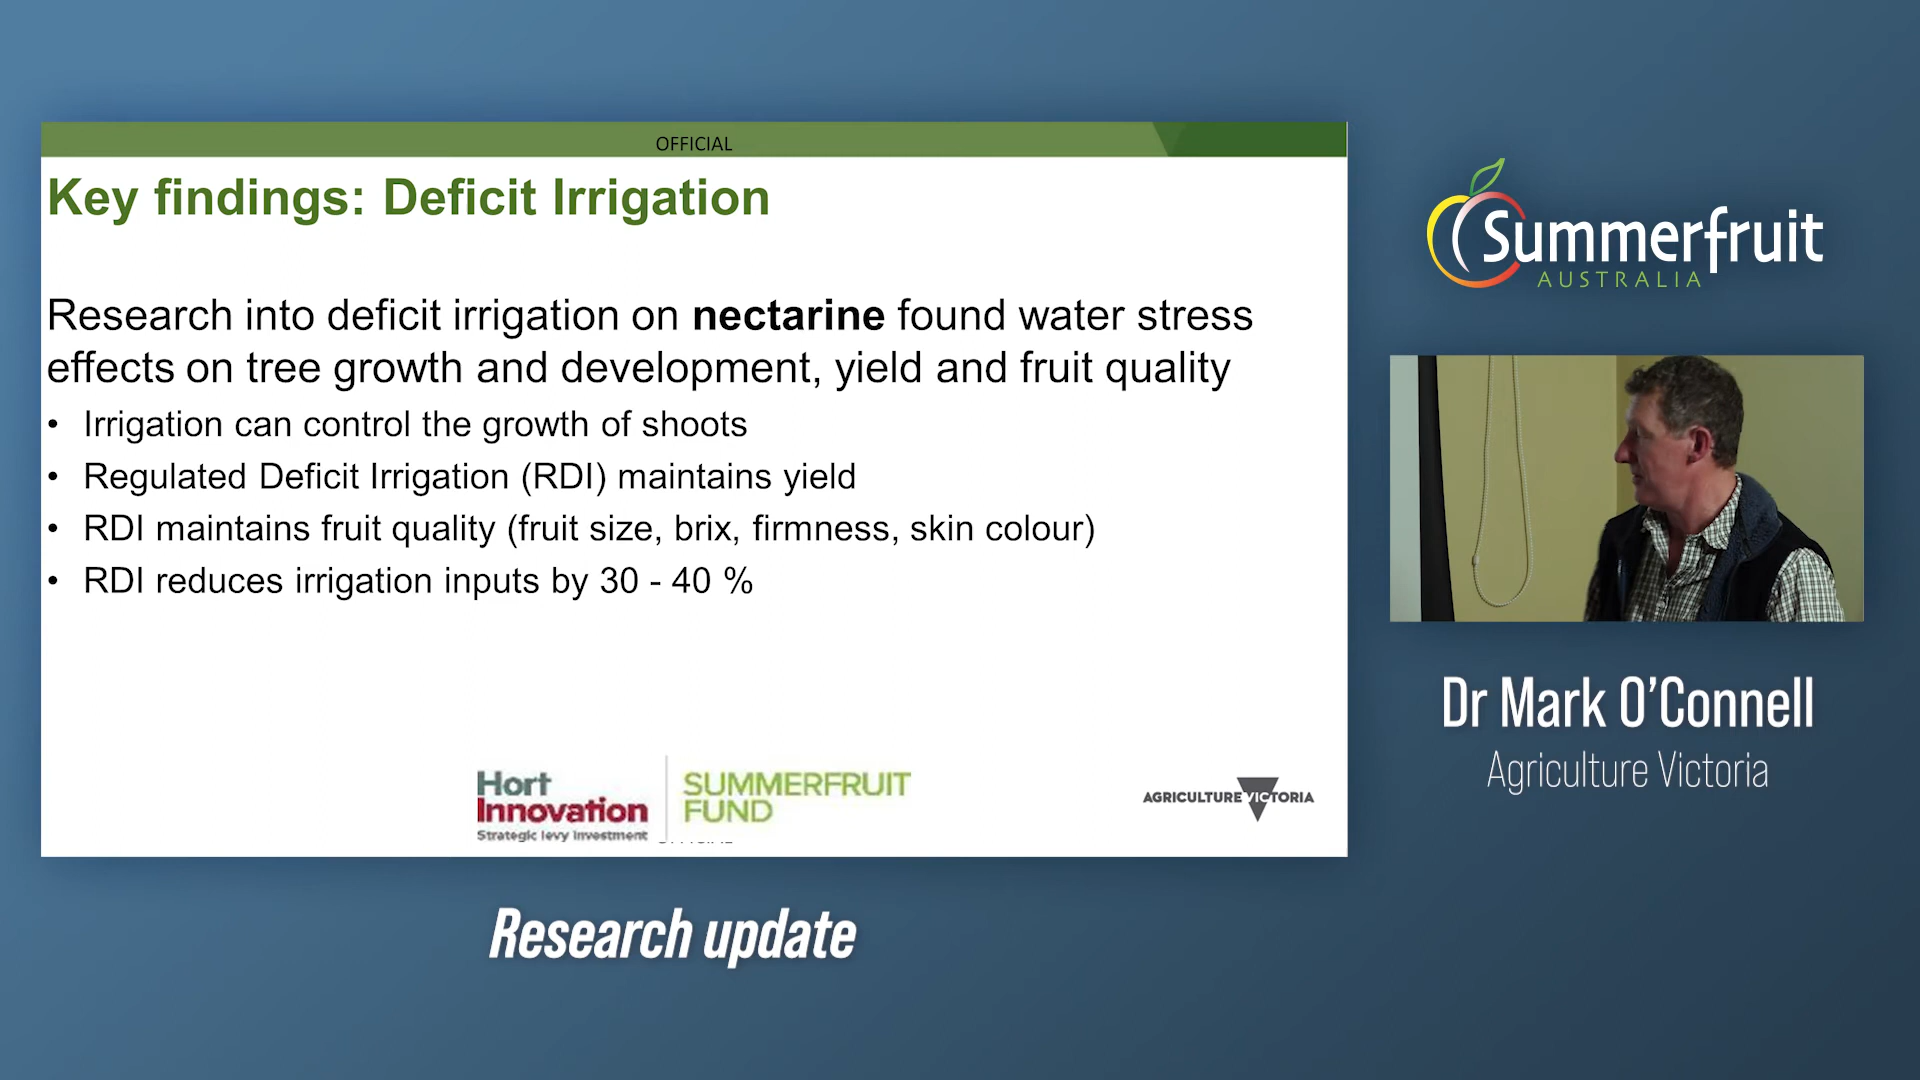 OFFICIAL
Key findings: Deficit Irrigation
Research into deficit irrigation on nectarine found water stress
effects on tree growth and development, yield and fruit quality
• Irrigation can control the growth of shoots
• Regulated Deficit Irrigation (RDI) maintains yield
• RDI maintains fruit quality (fruit size, brix, firmness, skin colour)
• RDI reduces irrigation inputs by 30 - 40 %
Hort
Innovation
Strategic levy investment
SUMMERFRUIT
FUND
AGRICULTURE VICTORIA
Summerfruit
AUSTRALIA
Dr Mark O'Connell
Agriculture Victoria
Research update